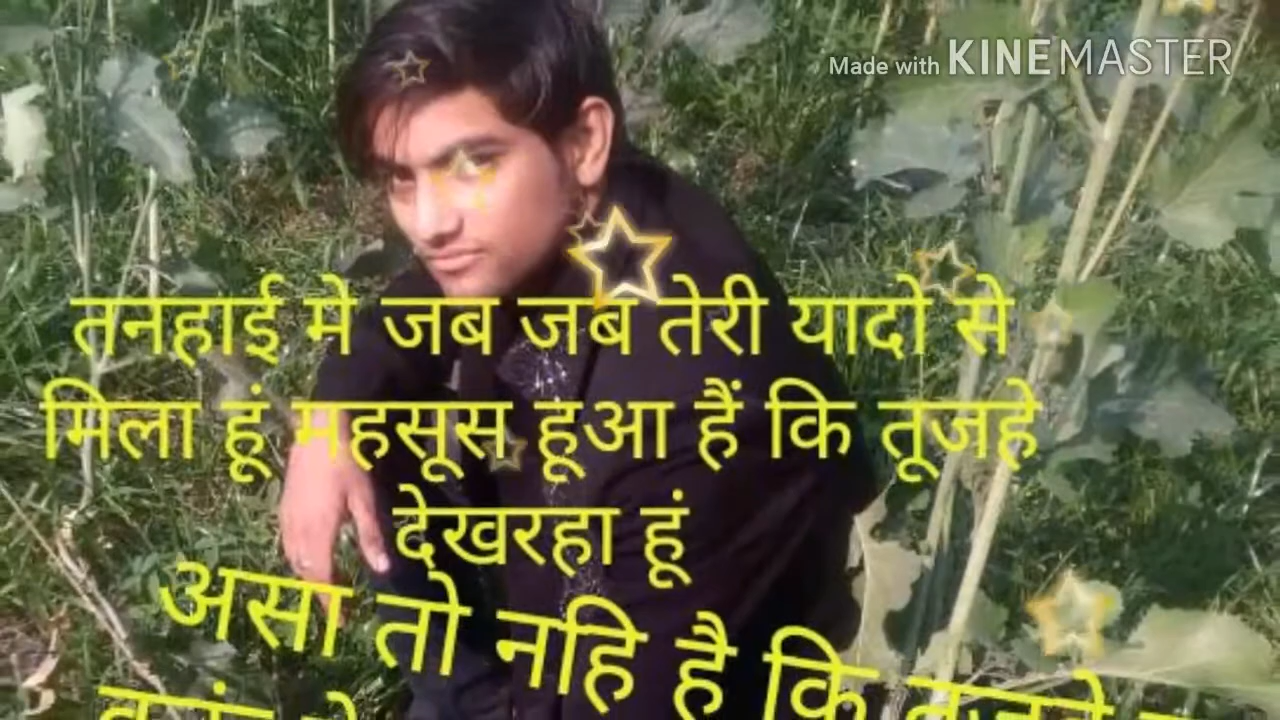 Made with KINEMASTER
तनहाई मे जब जब तेरी यादो से
मिला हूं महसूस हूआ हैं कि तूजहे
देखरहा हूं
असा तो नहि है कि